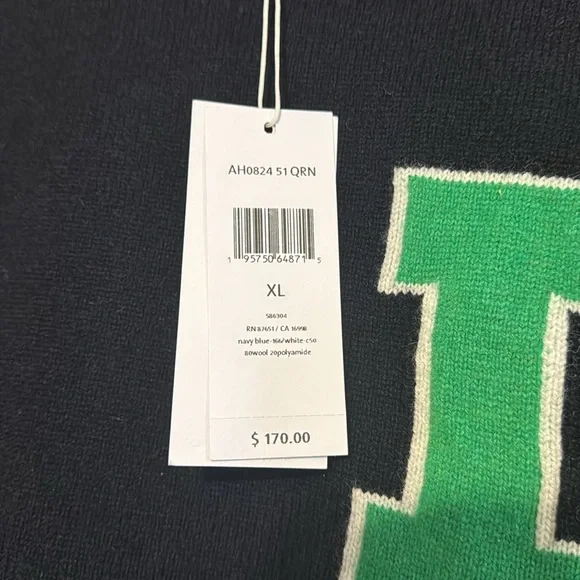 AH0824 51 QRN
1 95750 64871 5
XL
586304
RN 87651 / CA 16998
navy blue-166/white-c50
80wool 20polyamide
$ 170.00